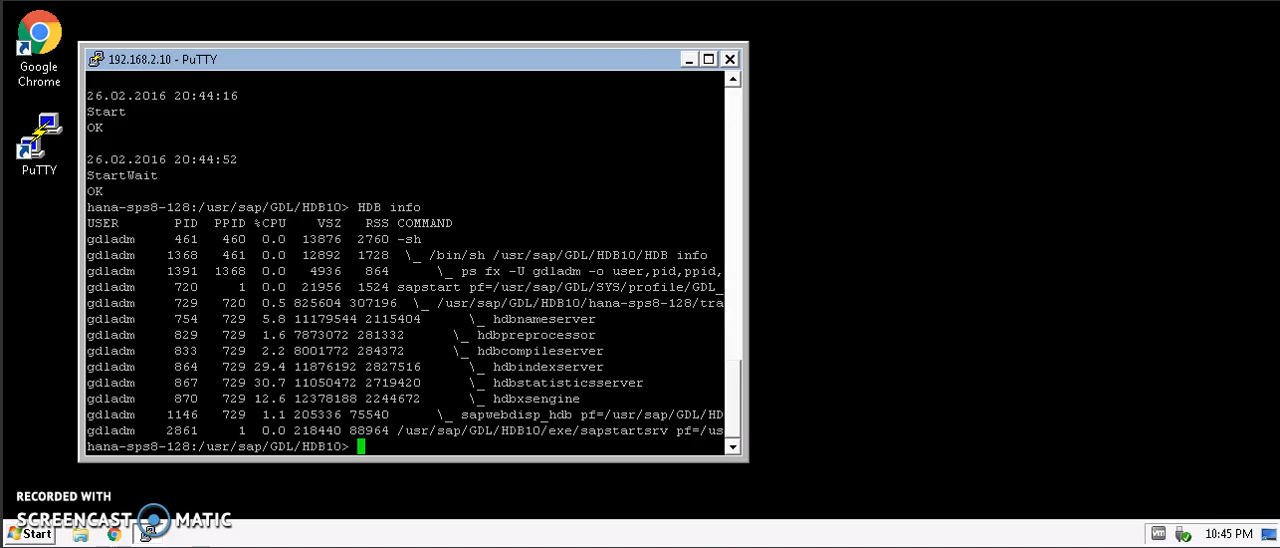 Google
Chrome
PuTTY
192.168.2.10 - PuTTY
26.02.2016 20:44:16
Start
OK
26.02.2016 20:44:52
StartWait
OK
hana-sps8-128:/usr/sap/GDL/HDB10> HDB info
USER PID PPID %CPU VSZ RSS COMMAND
gdladm 461 460 0.0 13876 2760 -sh
gdladm 1368 461 0.0 12892 1728 \_ /bin/sh /usr/sap/GDL/HDB10/HDB info
gdladm 1391 1368 0.0 4936 864 \_ ps fx -U gdladm -o user,pid,ppid,
gdladm 720 1 0.0 21956 1524 sapstart pf=/usr/sap/GDL/SYS/profile/GDL_
gdladm 729 720 0.5 825604 307196 \_ /usr/sap/GDL/HDB10/hana-sps8-128/tra
gdladm 754 729 5.8 11179544 2115404 \_ hdbnameserver
gdladm 829 729 1.6 7873072 281332 \_ hdbpreprocessor
gdladm 833 729 2.2 8001772 284372 \_ hdbcompileserver
gdladm 864 729 29.4 11876192 2827516 \_ hdbindexserver
gdladm 867 729 30.7 11050472 2719420 \_ hdbstatisticsserver
gdladm 870 729 12.6 12378188 2244672 \_ hdbxsengine
gdladm 1146 729 1.1 205336 75540 \_ sapwebdisp_hdb pf=/usr/sap/GDL/HD
gdladm 2861 1 0.0 218440 88964 /usr/sap/GDL/HDB10/exe/sapstartsrv pf=/us
hana-sps8-128:/usr/sap/GDL/HDB10>
RECORDED WITH
SCREENCAST MATIC
Start
vm
10:45 PM